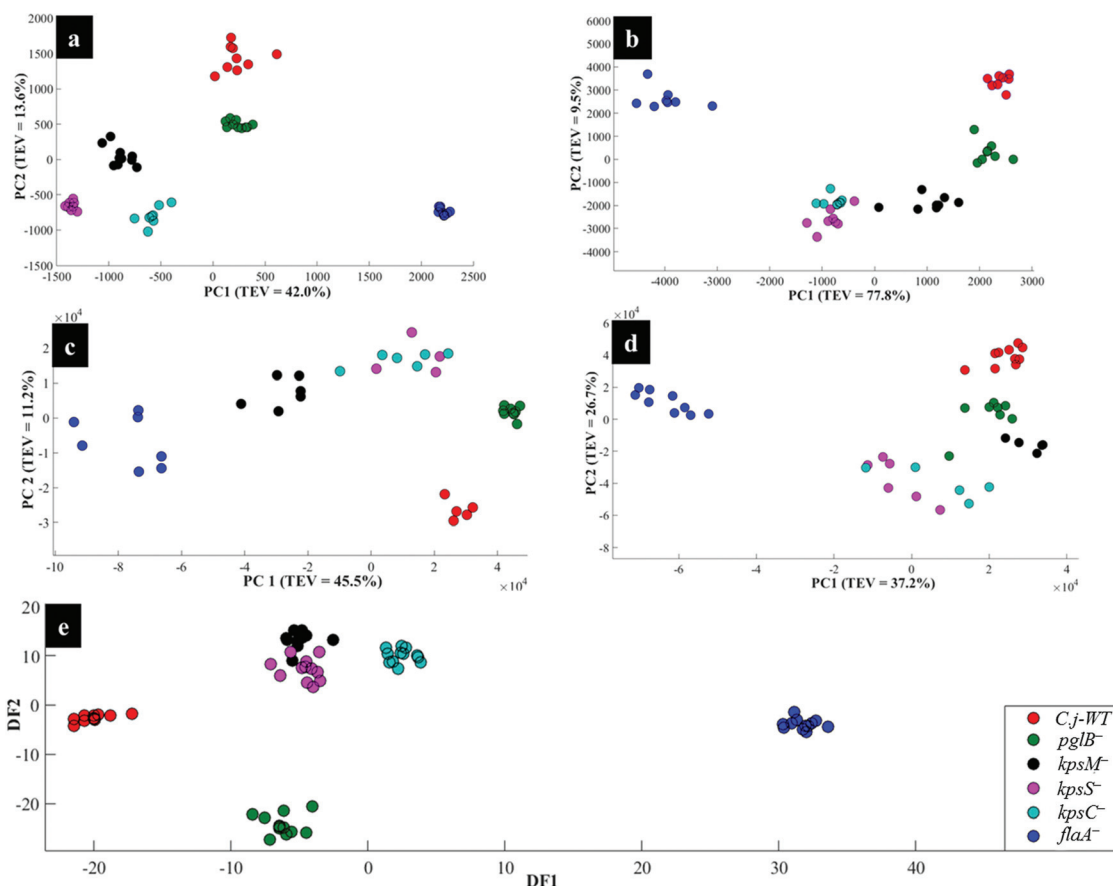 a
2000
1500
1000
500
0
-500
-1000
-1500
PC2 (TEV = 13.6%)
-1500 -1000 -500 0 500 1000 1500 2000 2500
PC1 (TEV = 42.0%)
b
6000
5000
4000
3000
2000
1000
0
-1000
-2000
-3000
-4000
PC2 (TEV = 9.5%)
-4000 -3000 -2000 -1000 0 1000 2000 3000
PC1 (TEV = 77.8%)
c
×10⁴
2
1
0
-1
-2
-3
PC 2 (TEV = 11.2%)
-10 -8 -6 -4 -2 0 2 4
PC 1 (TEV = 45.5%)
×10⁴
d
×10⁴
6
4
2
0
-2
-4
-6
-8
PC2 (TEV = 26.7%)
-6 -4 -2 0 2 4
PC1 (TEV = 37.2%)
×10⁴
e
20
10
0
-10
-20
DF2
-20 -10 0 10 20 30 40
DF1
C.j-WT
pglB⁻
kpsM⁻
kpsS⁻
kpsC⁻
flaA⁻